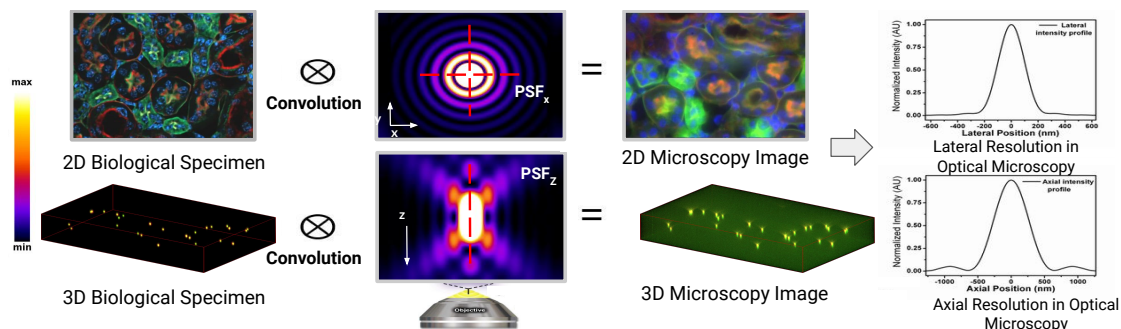 max
min
2D Biological Specimen
Convolution
PSFx
Y
X
=
2D Microscopy Image
Normalized Intensity (AU)
1.00
0.75
0.50
0.25
0.00
Lateral intensity profile
-600 -400 -200 0 200 400 600
Lateral Position (nm)
Lateral Resolution in
Optical Microscopy
3D Biological Specimen
Convolution
PSFZ
Z
Objective
=
3D Microscopy Image
Normalized Intensity (AU)
1.00
0.75
0.50
0.25
0.00
Axial intensity
profile
-1000 -500 0 500 1000
Axial Position (nm)
Axial Resolution in Optical
Microscopy